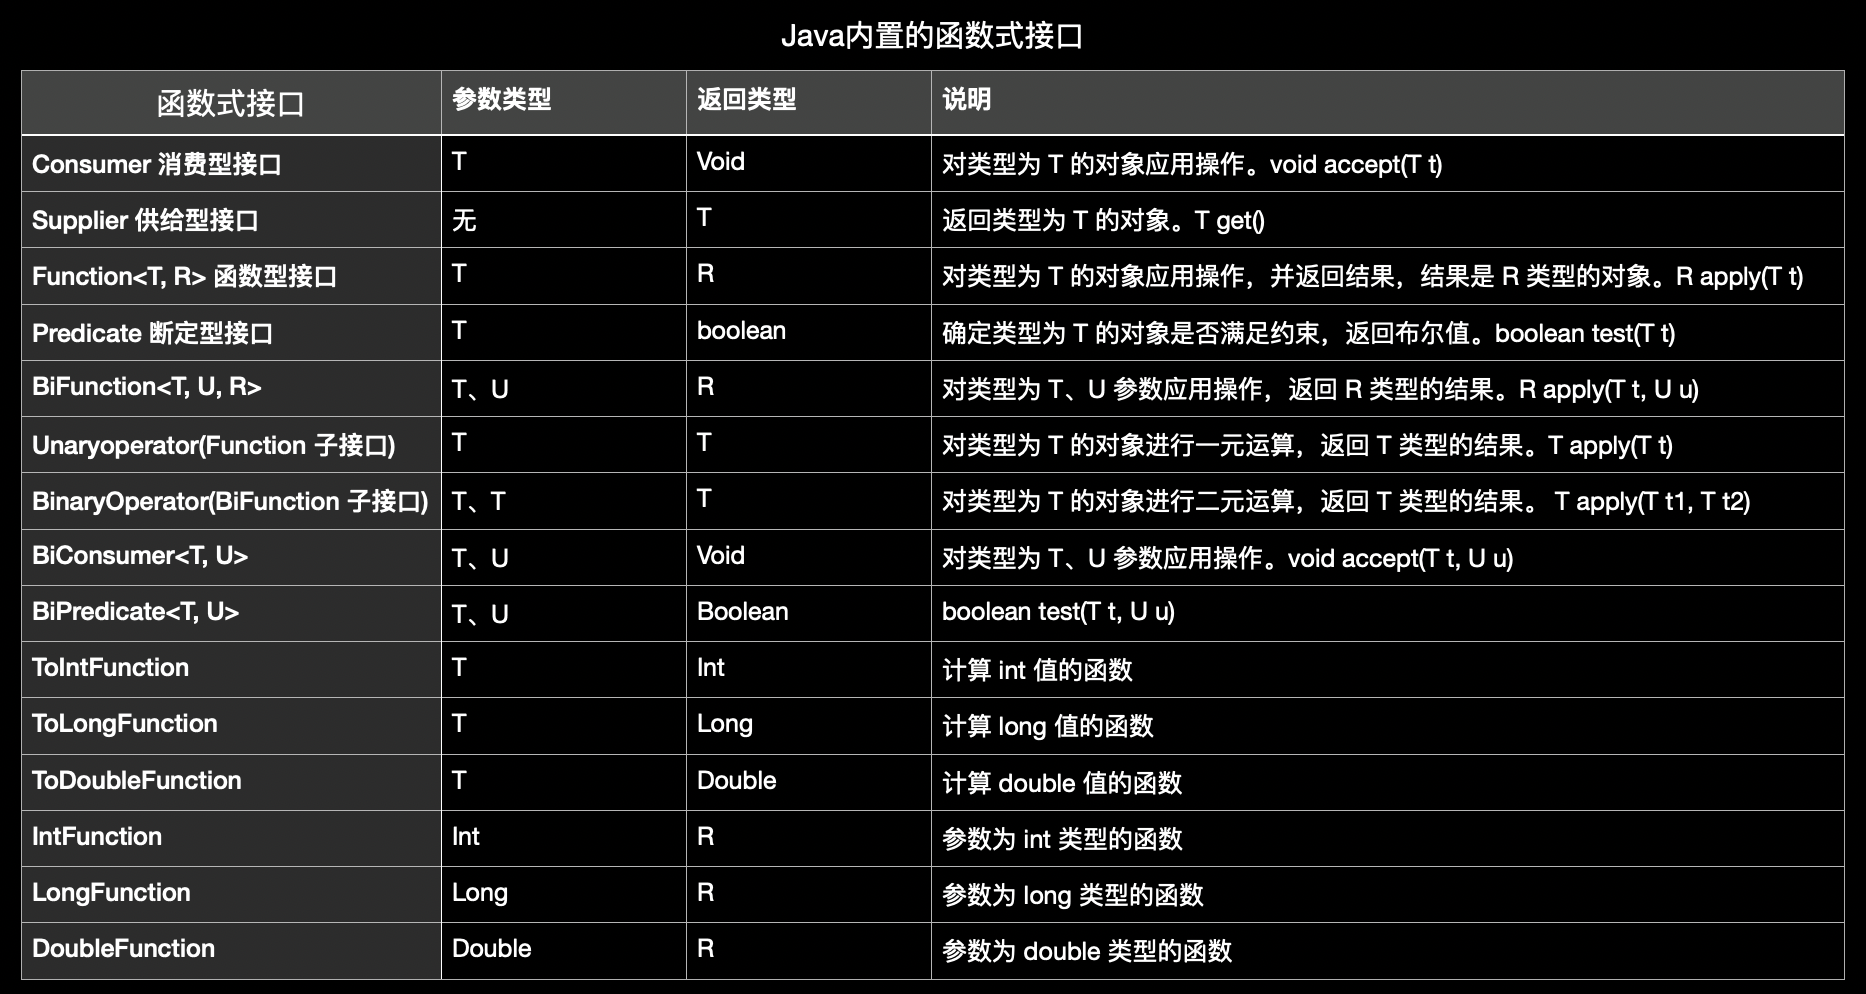 Java内置的函数式接口
函数式接口 参数类型 返回类型 说明
Consumer 消费型接口 T Void 对类型为 T 的对象应用操作。void accept(T t)
Supplier 供给型接口 无 T 返回类型为 T 的对象。T get()
Function<T, R> 函数型接口 T R 对类型为 T 的对象应用操作，并返回结果，结果是 R 类型的对象。R apply(T t)
Predicate 断定型接口 T boolean 确定类型为 T 的对象是否满足约束，返回布尔值。boolean test(T t)
BiFunction<T, U, R> T、U R 对类型为 T、U 参数应用操作，返回 R 类型的结果。R apply(T t, U u)
Unaryoperator(Function 子接口) T T 对类型为 T 的对象进行一元运算，返回 T 类型的结果。T apply(T t)
BinaryOperator(BiFunction 子接口) T、T T 对类型为 T 的对象进行二元运算，返回 T 类型的结果。 T apply(T t1, T t2)
BiConsumer<T, U> T、U Void 对类型为 T、U 参数应用操作。void accept(T t, U u)
BiPredicate<T, U> T、U Boolean boolean test(T t, U u)
ToIntFunction T Int 计算 int 值的函数
ToLongFunction T Long 计算 long 值的函数
ToDoubleFunction T Double 计算 double 值的函数
IntFunction Int R 参数为 int 类型的函数
LongFunction Long R 参数为 long 类型的函数
DoubleFunction Double R 参数为 double 类型的函数